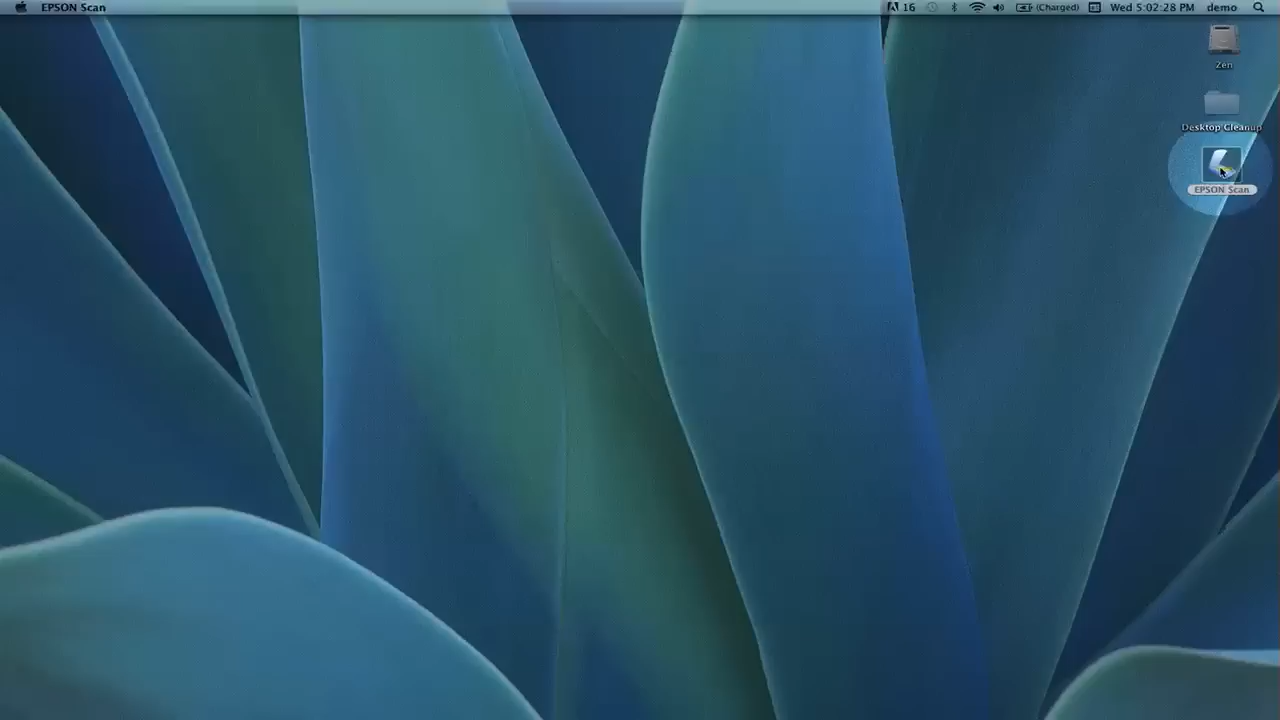 EPSON Scan
16 (Charged) Wed 5:02:28 PM demo
Zen
Desktop Cleanup
EPSON Scan